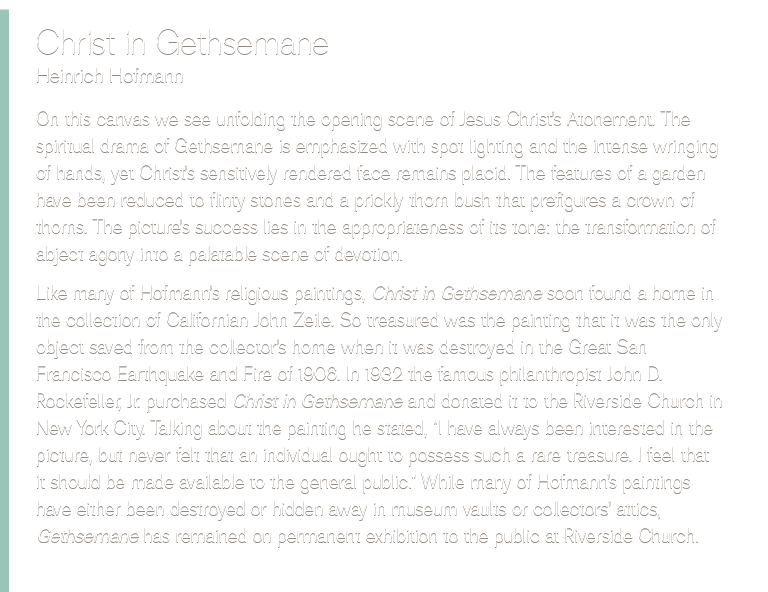 Christ in Gethsemane
Heinrich Hofmann
On this canvas we see unfolding the opening scene of Jesus Christ's Atonement. The
spiritual drama of Gethsemane is emphasized with spot lighting and the intense wringing
of hands, yet Christ's sensitively rendered face remains placid. The features of a garden
have been reduced to flinty stones and a prickly thorn bush that prefigures a crown of
thorns. The picture's success lies in the appropriateness of its tone: the transformation of
abject agony into a palatable scene of devotion.
Like many of Hofmann's religious paintings, Christ in Gethsemane soon found a home in
the collection of Californian John Zeile. So treasured was the painting that it was the only
object saved from the collector's home when it was destroyed in the Great San
Francisco Earthquake and Fire of 1906. In 1932 the famous philanthropist John D.
Rockefeller, Jr. purchased Christ in Gethsemane and donated it to the Riverside Church in
New York City. Talking about the painting he stated, "I have always been interested in the
picture, but never felt that an individual ought to possess such a rare treasure. I feel that
it should be made available to the general public." While many of Hofmann's paintings
have either been destroyed or hidden away in museum vaults or collectors' attics,
Gethsemane has remained on permanent exhibition to the public at Riverside Church.